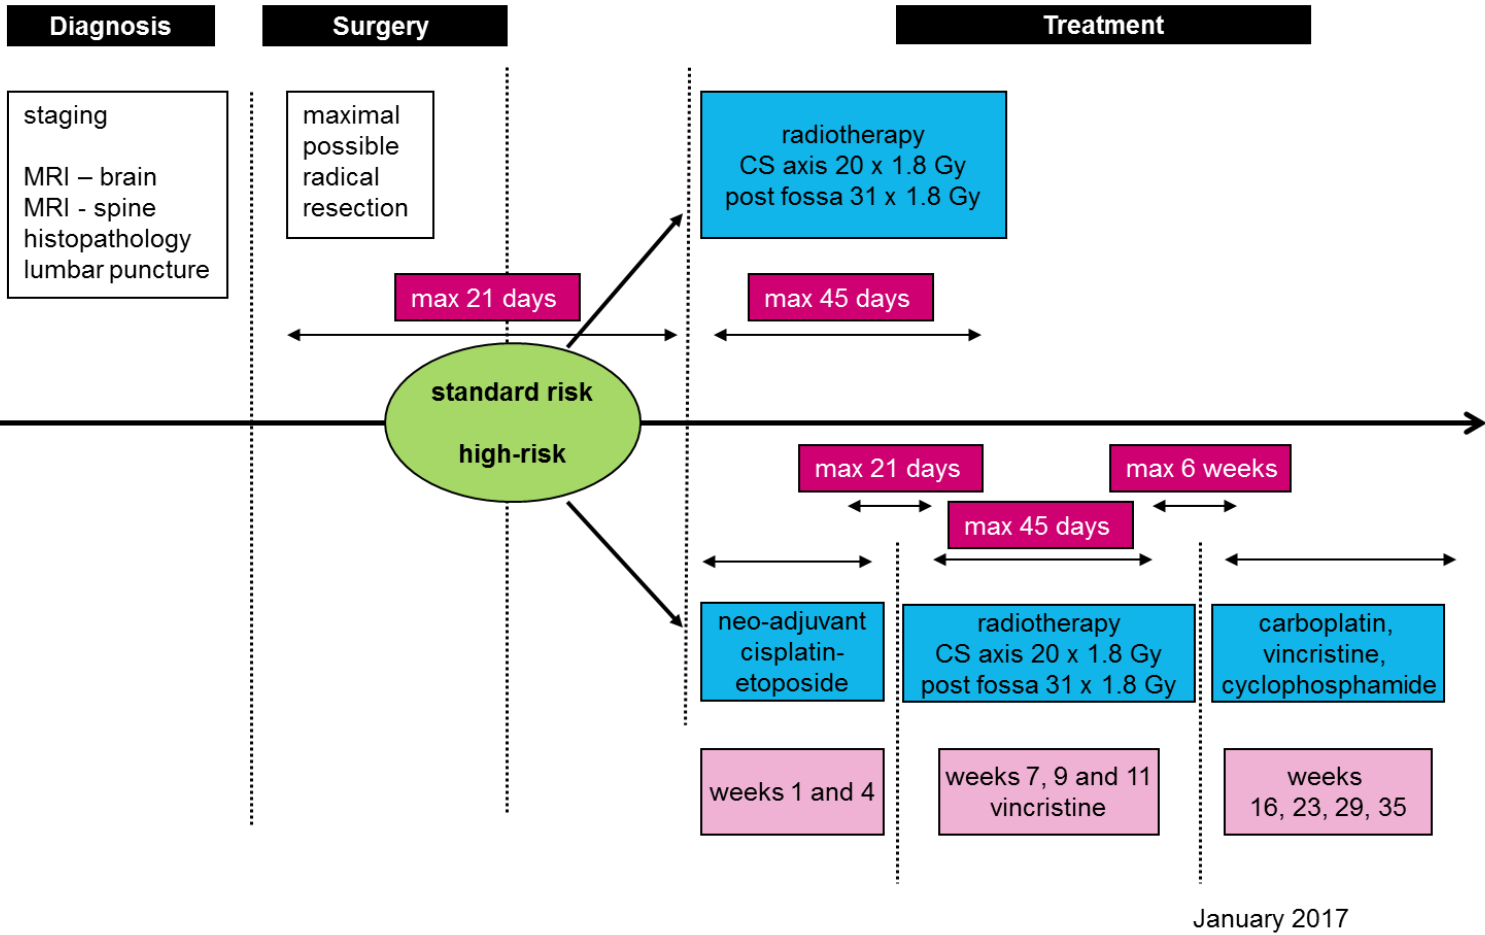 Diagnosis
Surgery
Treatment
staging
MRI – brain
MRI - spine
histopathology
lumbar puncture
maximal
possible
radical
resection
radiotherapy
CS axis 20 x 1.8 Gy
post fossa 31 x 1.8 Gy
max 21 days
max 45 days
standard risk
high-risk
max 21 days
max 6 weeks
max 45 days
neo-adjuvant
cisplatin-
etoposide
radiotherapy
CS axis 20 x 1.8 Gy
post fossa 31 x 1.8 Gy
carboplatin,
vincristine,
cyclophosphamide
weeks 1 and 4
weeks 7, 9 and 11
vincristine
weeks
16, 23, 29, 35
January 2017